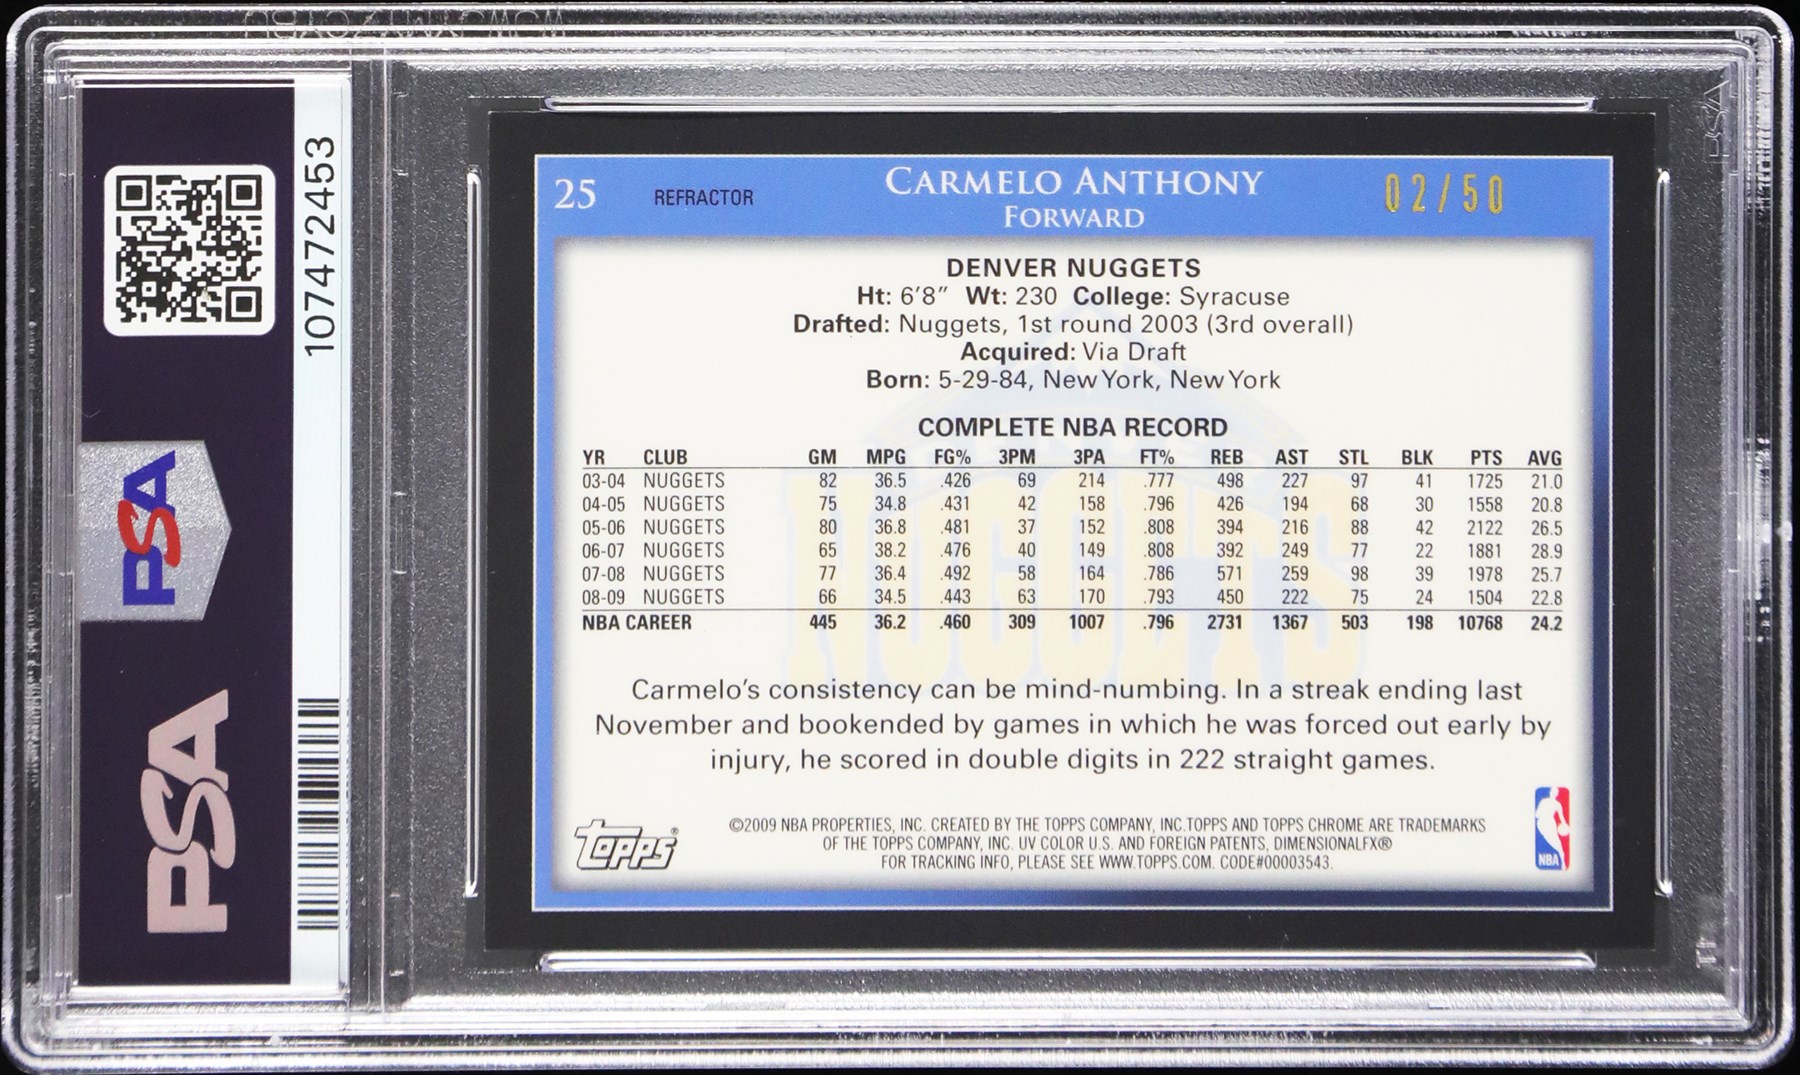 107472453
PSA
PSA
25 REFRACTOR CARMELO ANTHONY 02/50
FORWARD
DENVER NUGGETS
Ht: 6'8" Wt: 230 College: Syracuse
Drafted: Nuggets, 1st round 2003 (3rd overall)
Acquired: Via Draft
Born: 5-29-84, New York, New York
COMPLETE NBA RECORD
YR CLUB GM MPG FG% 3PM 3PA FT% REB AST STL BLK PTS AVG
03-04 NUGGETS 82 36.5 .426 69 214 .777 498 227 97 41 1725 21.0
04-05 NUGGETS 75 34.8 .431 42 158 .796 426 194 68 30 1558 20.8
05-06 NUGGETS 80 36.8 .481 37 152 .808 394 216 88 42 2122 26.5
06-07 NUGGETS 65 38.2 .476 40 149 .808 392 249 77 22 1881 28.9
07-08 NUGGETS 77 36.4 .492 58 164 .786 571 259 98 39 1978 25.7
08-09 NUGGETS 66 34.5 .443 63 170 .793 450 222 75 24 1504 22.8
NBA CAREER 445 36.2 .460 309 1007 .796 2731 1367 503 198 10768 24.2
NUGGETS
Carmelo's consistency can be mind-numbing. In a streak ending last
November and bookended by games in which he was forced out early by
injury, he scored in double digits in 222 straight games.
topps®
©2009 NBA PROPERTIES, INC. CREATED BY THE TOPPS COMPANY, INC.TOPPS AND TOPPS CHROME ARE TRADEMARKS
OF THE TOPPS COMPANY, INC. UV COLOR U.S. AND FOREIGN PATENTS, DIMENSIONALFX®
FOR TRACKING INFO, PLEASE SEE WWW.TOPPS.COM. CODE#00003543.
NBA
PSA